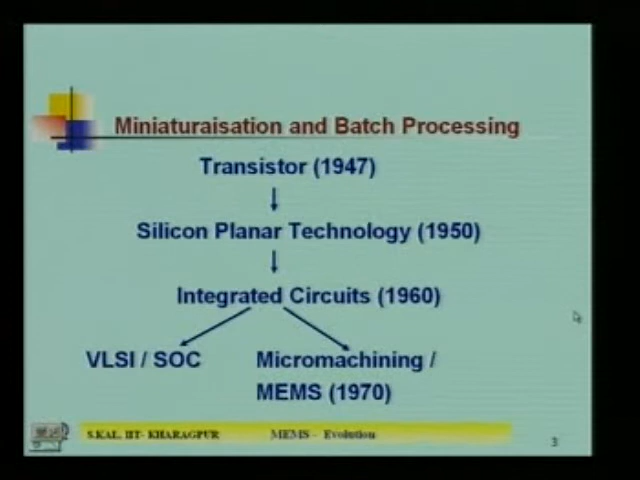 Miniaturaisation and Batch Processing
Transistor (1947)
Silicon Planar Technology (1950)
Integrated Circuits (1960)
VLSI / SOC
Micromachining /
MEMS (1970)
S.KAL, IIT- KHARAGPUR
MEMS - Evolution
3